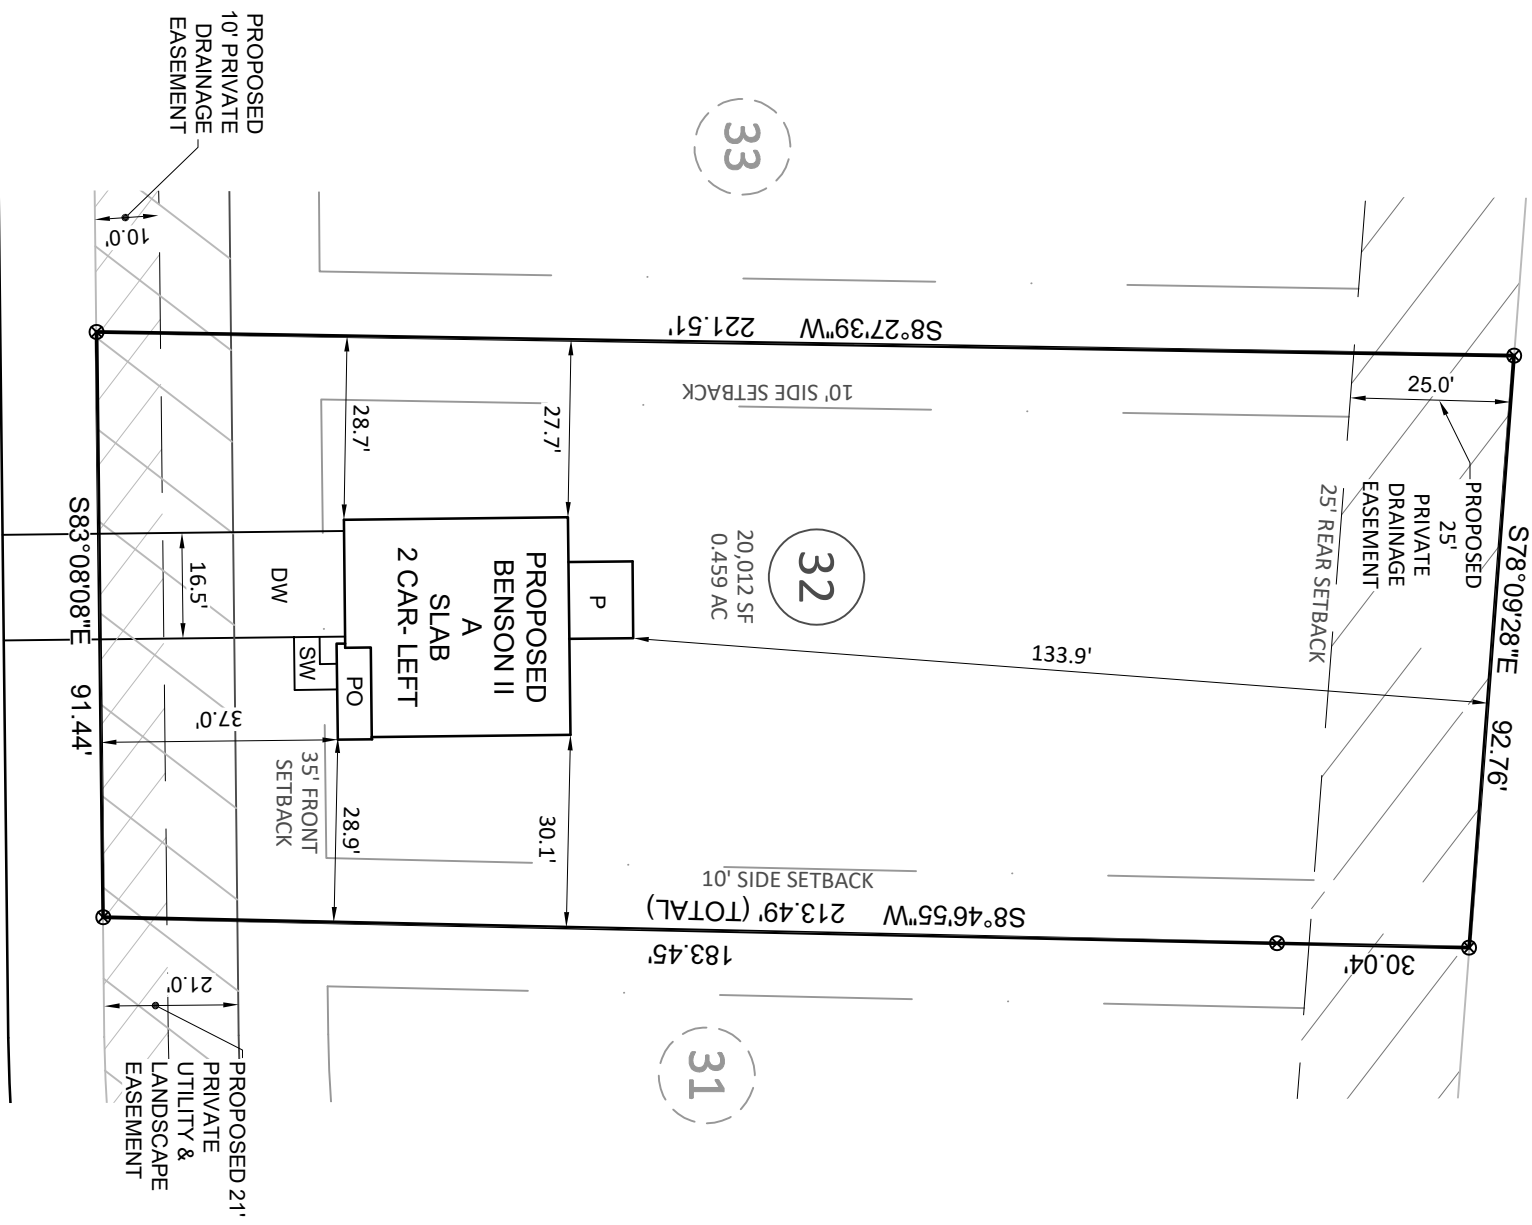 PROPOSED
10' PRIVATE
DRAINAGE
EASEMENT
10.0'
33
S8°27'39"W 221.51'
10' SIDE SETBACK
25.0'
PROPOSED
25'
PRIVATE
DRAINAGE
EASEMENT
25' REAR SETBACK
S78°09'28"E 92.76'
28.7'
27.7'
32
20,012 SF
0.459 AC
PROPOSED
BENSON II
A
SLAB
2 CAR- LEFT
P
DW
SW
PO
16.5'
133.9'
37.0'
35' FRONT
SETBACK
28.9'
30.1'
S83°08'08"E 91.44'
10' SIDE SETBACK
S8°46'55"W 213.49' (TOTAL)
183.45'
30.04'
21.0'
PROPOSED 21'
PRIVATE
UTILITY &
LANDSCAPE
EASEMENT
31